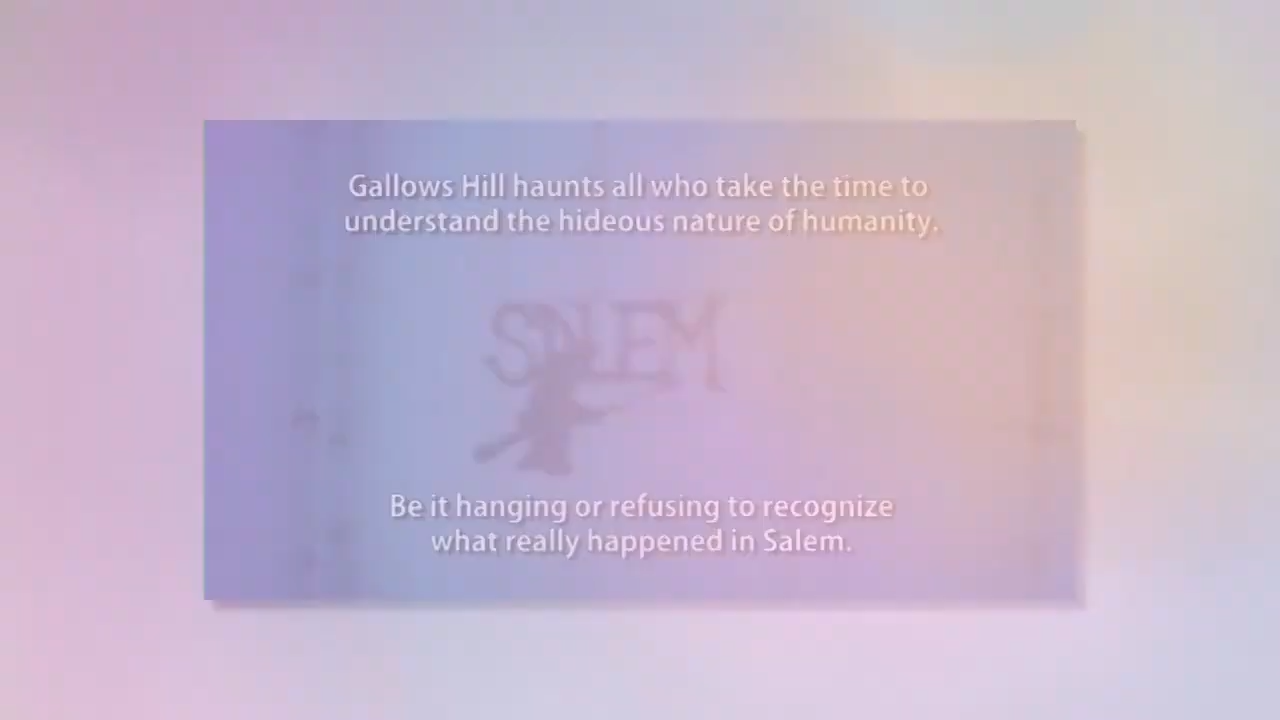 Gallows Hill haunts all who take the time to
understand the hideous nature of humanity.
SALEM
Be it hanging or refusing to recognize
what really happened in Salem.